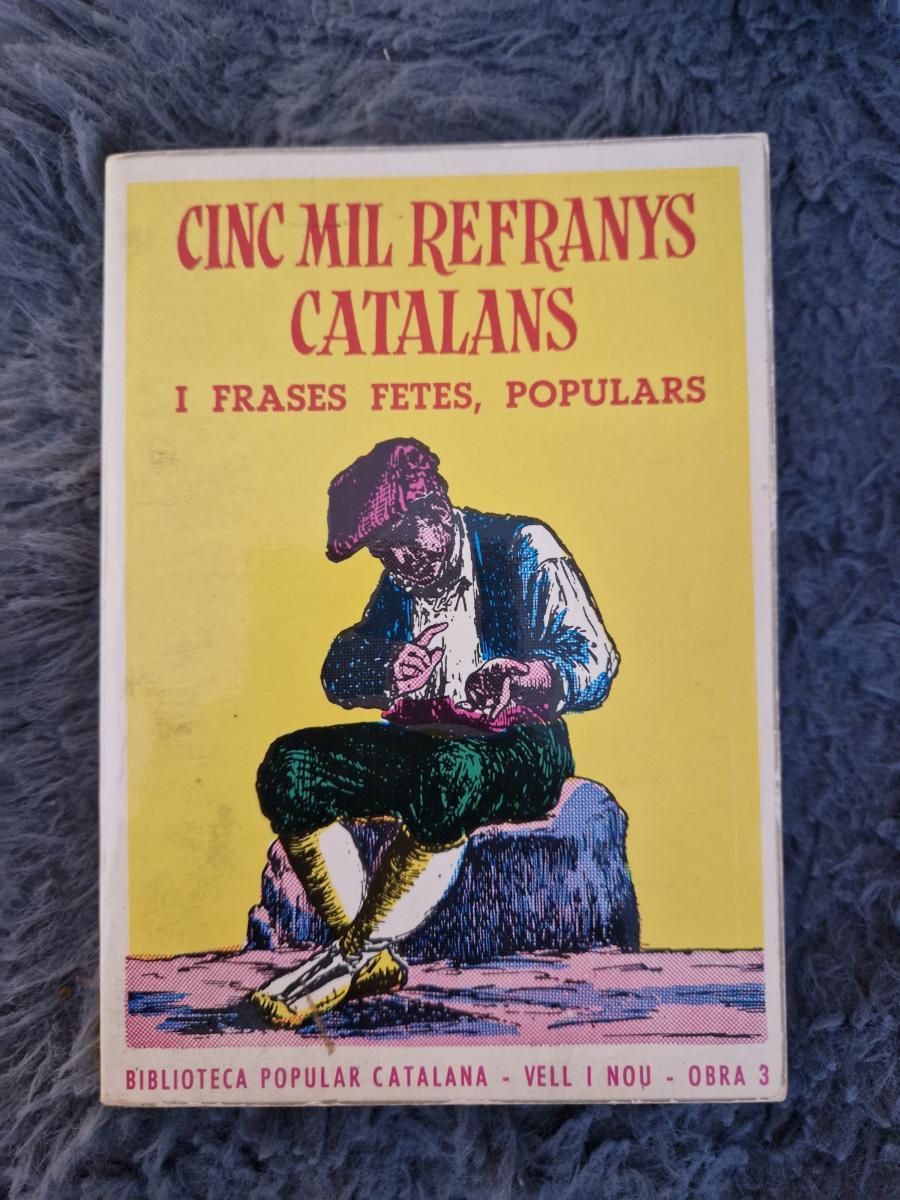 CINC MIL REFRANYS
CATALANS
I FRASES FETES, POPULARS
BIBLIOTECA POPULAR CATALANA - VELL I NOU - OBRA 3